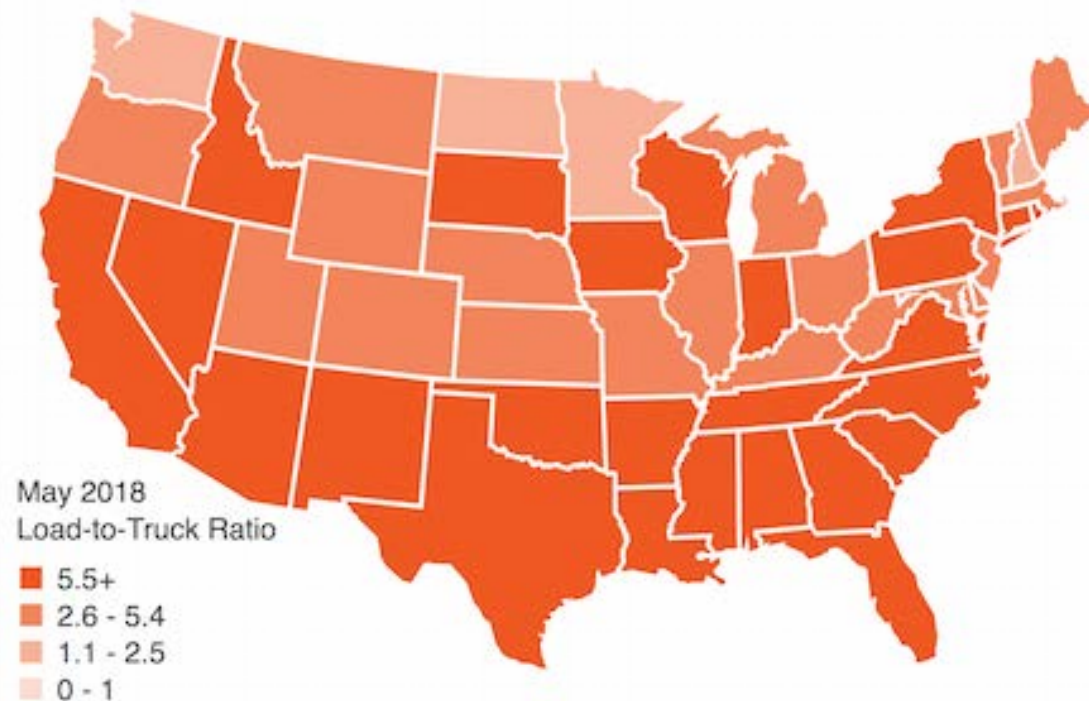 May 2018
Load-to-Truck Ratio
5.5+
2.6 - 5.4
1.1 - 2.5
0 - 1